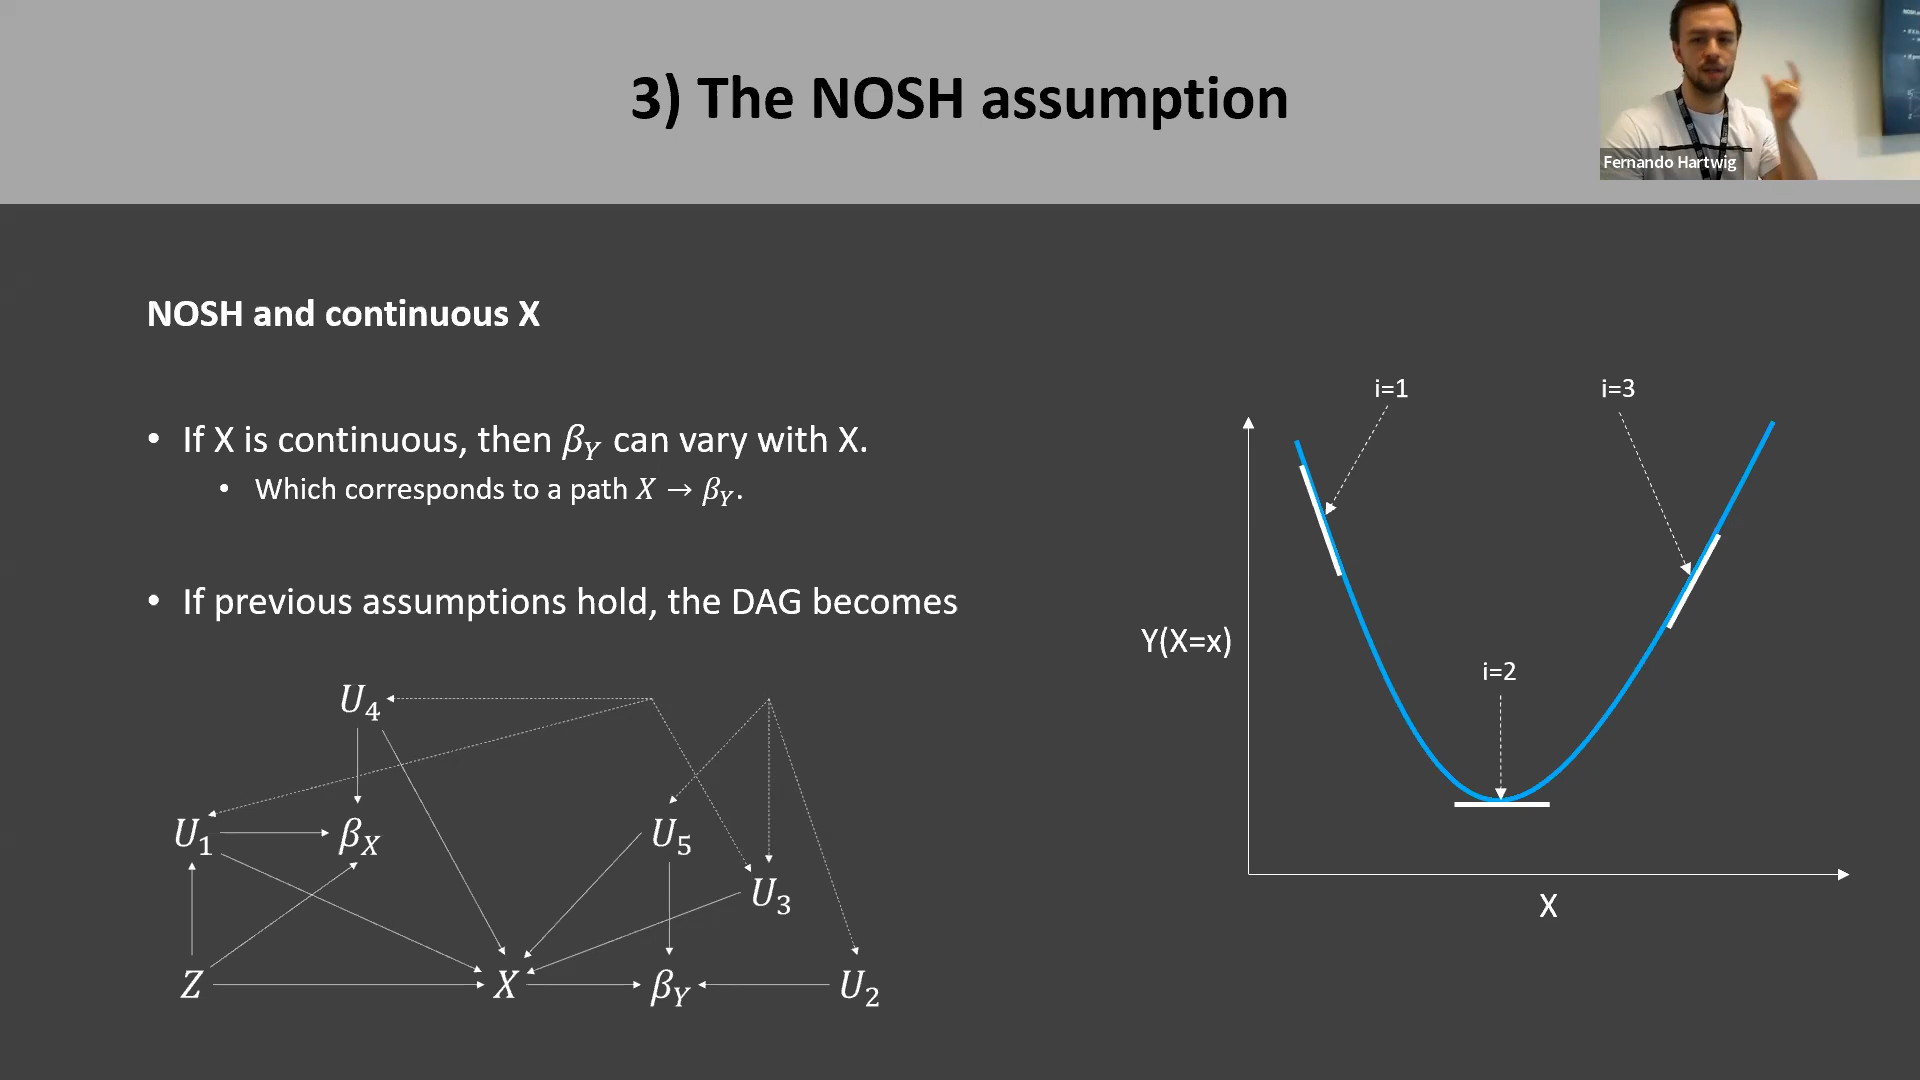 3) The NOSH assumption
Fernando Hartwig
NOSH and continuous X
• If X is continuous, then β_Y can vary with X.
• Which corresponds to a path X → β_Y.
• If previous assumptions hold, the DAG becomes
U_4
U_1 β_X U_5
U_3
Z X β_Y U_2
i=1 i=3
Y(X=x)
i=2
X